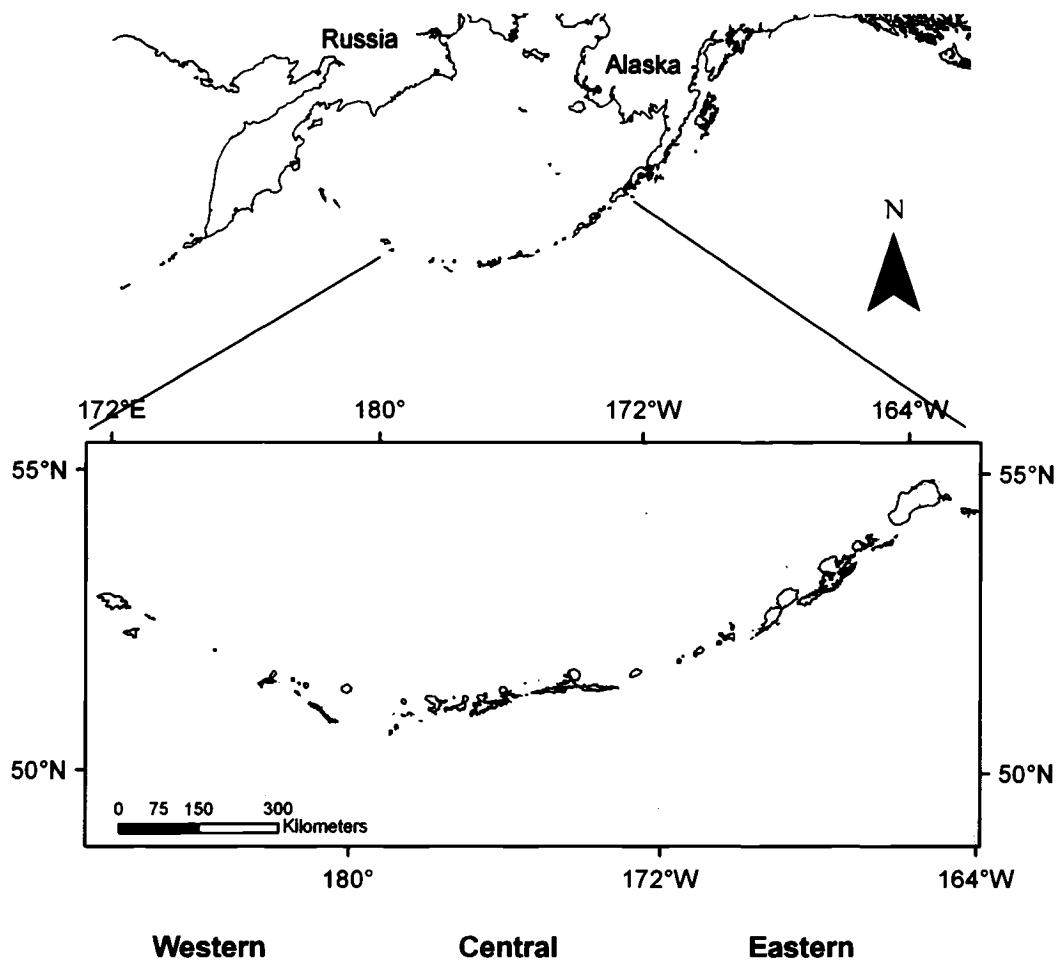 Russia
Alaska
N
172°E 180° 172°W 164°W
55°N 55°N
50°N 50°N
0 75 150 300
Kilometers
180° 172°W 164°W
Western Central Eastern